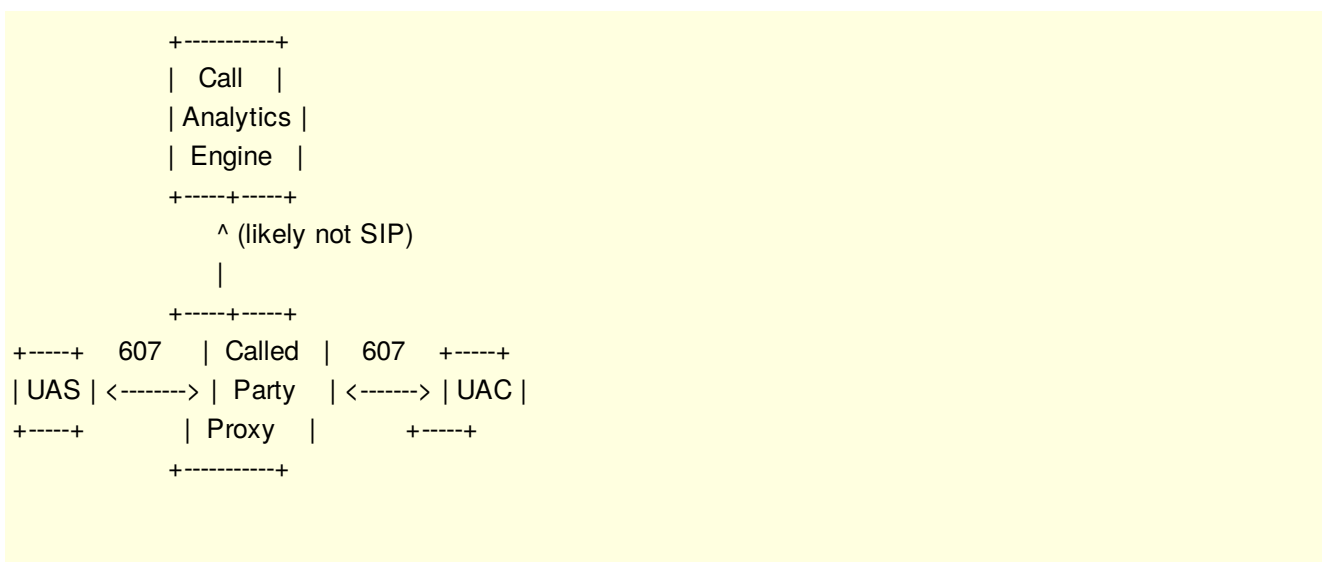 +-----------+
| Call |
| Analytics |
| Engine |
+-----+-----+
^ (likely not SIP)
|
+-----+-----+
+-----+ 607 | Called | 607 +-----+
| UAS | <--------> | Party | <-------> | UAC |
+-----+ | Proxy | +-----+
+-----------+